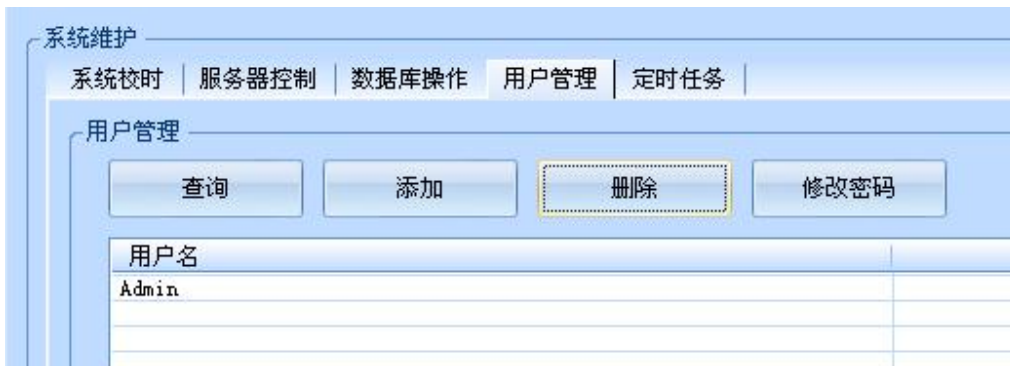 系统维护
系统校时 服务器控制 数据库操作 用户管理 定时任务
用户管理
查询 添加 删除 修改密码
用户名
Admin